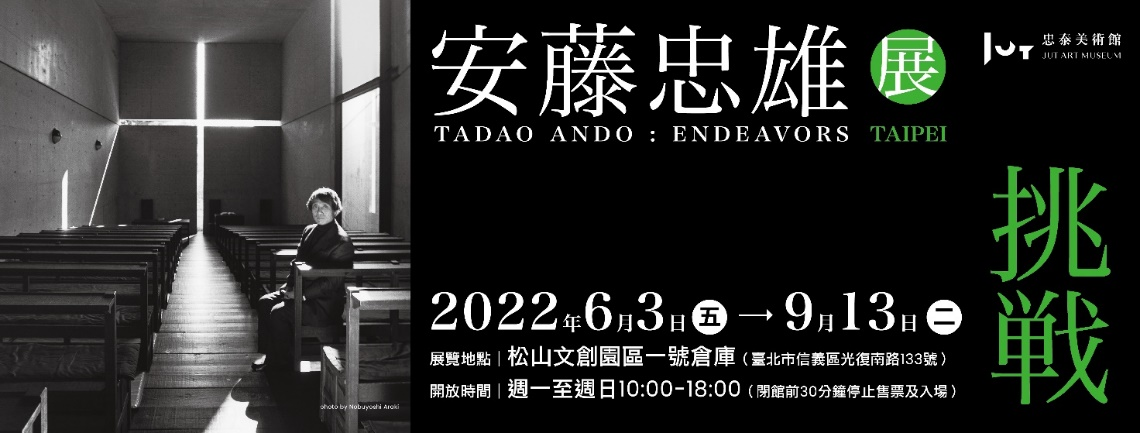 安藤忠雄展
TADAO ANDO : ENDEAVORS TAIPEI
JUT 忠泰美術館
JUT ART MUSEUM
挑戦
2022年6月3日五→9月13日二
展覽地點｜松山文創園區一號倉庫（臺北市信義區光復南路133號）
開放時間｜週一至週日10:00-18:00（閉館前30分鐘停止售票及入場）
photo by Nobuyoshi Araki